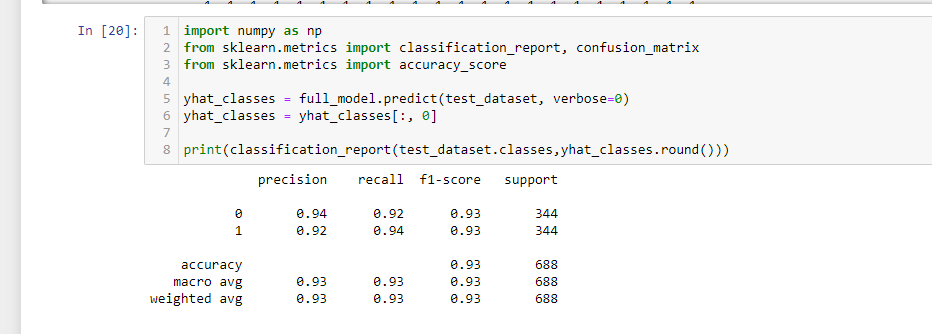 In [20]:
1 import numpy as np
2 from sklearn.metrics import classification_report, confusion_matrix
3 from sklearn.metrics import accuracy_score
4
5 yhat_classes = full_model.predict(test_dataset, verbose=0)
6 yhat_classes = yhat_classes[:, 0]
7
8 print(classification_report(test_dataset.classes,yhat_classes.round()))
precision recall f1-score support
0 0.94 0.92 0.93 344
1 0.92 0.94 0.93 344
accuracy 0.93 688
macro avg 0.93 0.93 0.93 688
weighted avg 0.93 0.93 0.93 688